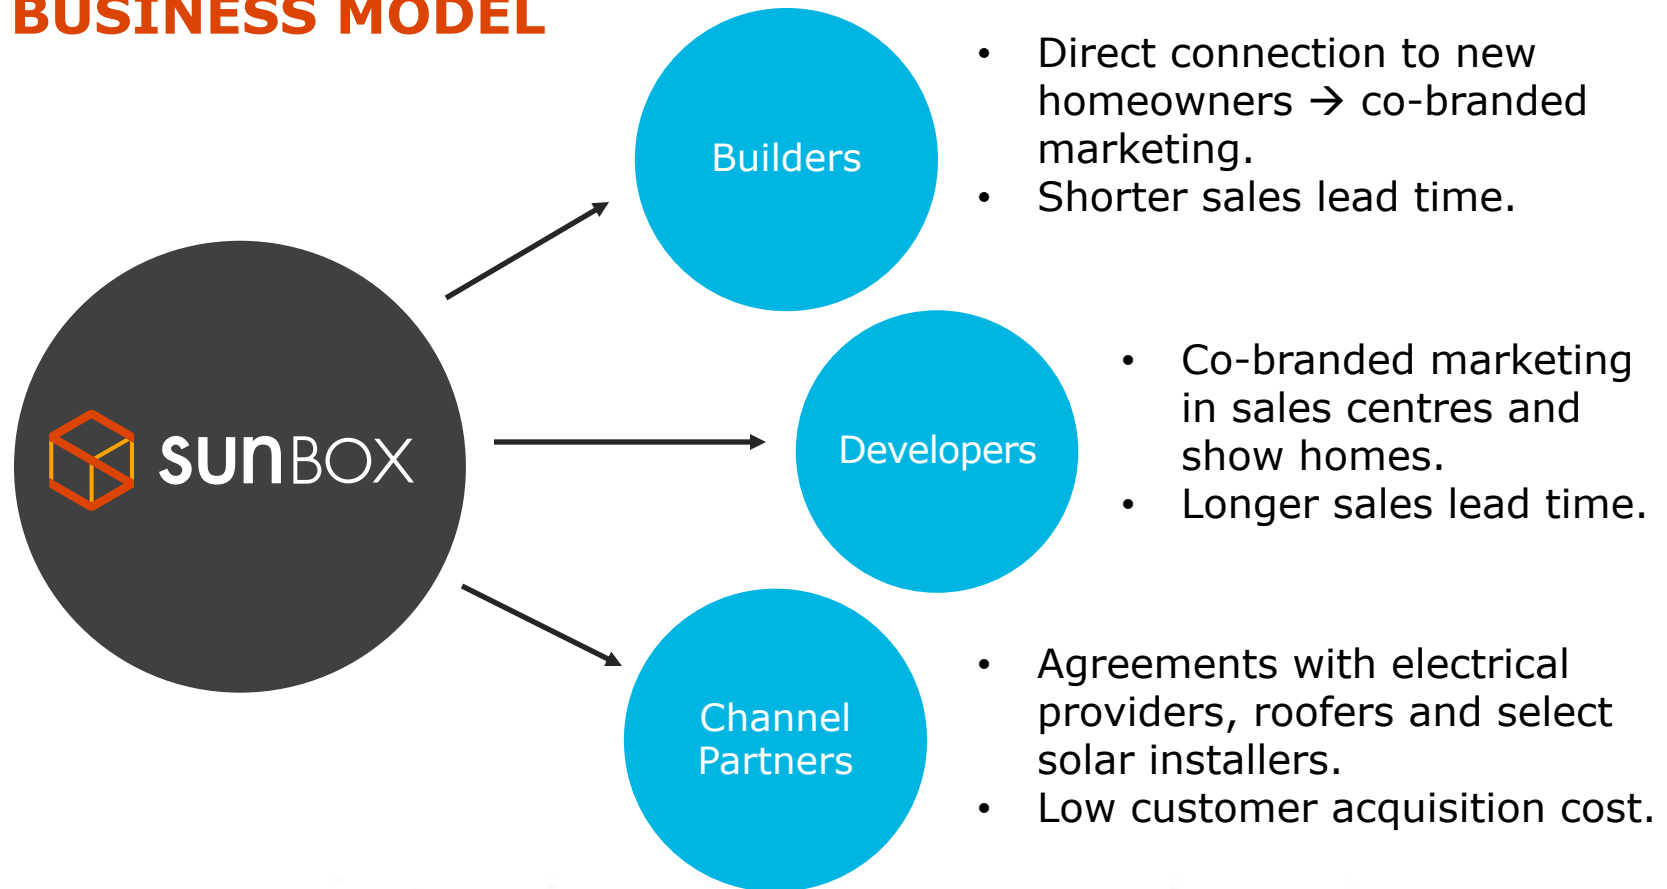 BUSINESS MODEL
Builders
• Direct connection to new
homeowners → co-branded
marketing.
• Shorter sales lead time.
sunBOX
Developers
• Co-branded marketing
in sales centres and
show homes.
• Longer sales lead time.
Channel
Partners
• Agreements with electrical
providers, roofers and select
solar installers.
• Low customer acquisition cost.